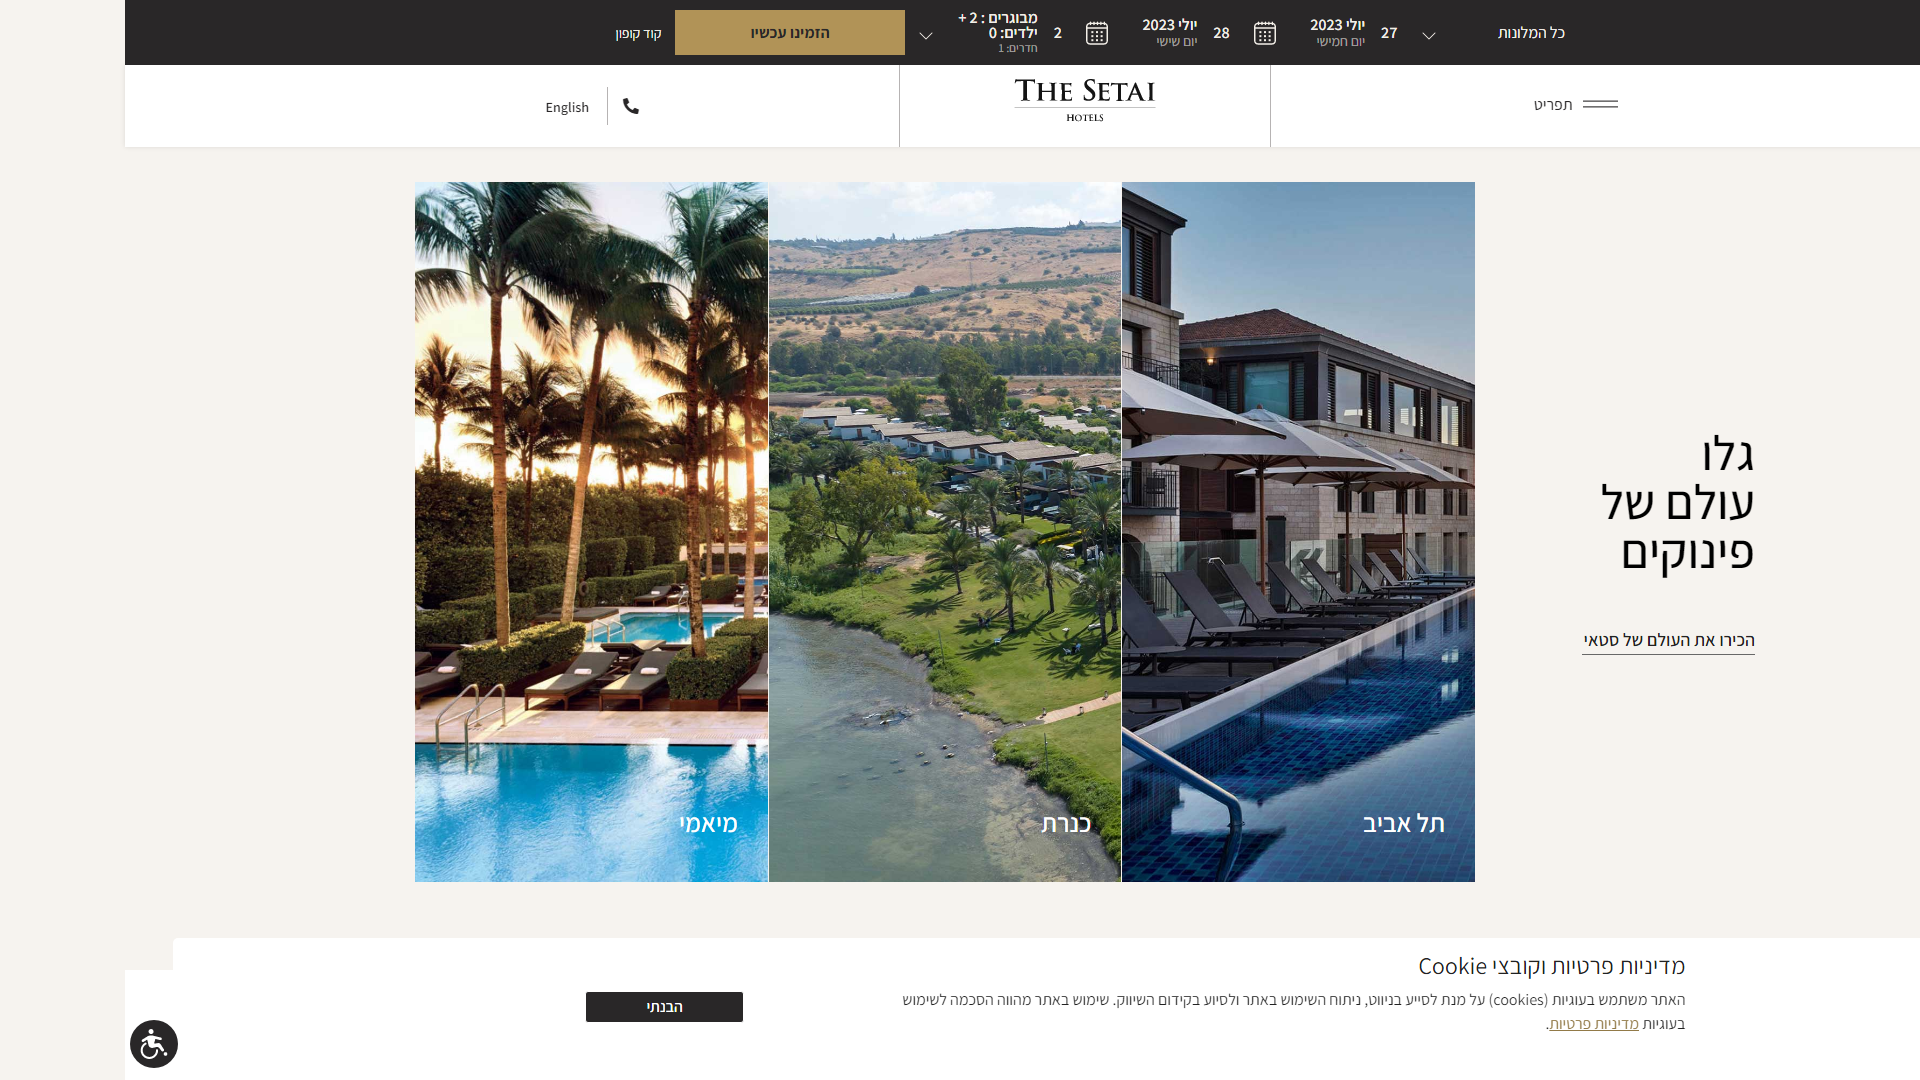 כל המלונות
27
יולי 2023
יום חמישי
28
יולי 2023
יום שישי
2
מבוגרים : 2 +
ילדים: 0
חדרים: 1
הזמינו עכשיו
קוד קופון
תפריט
THE SETAI
HOTELS
English
גלו
עולם של
פינוקים
הכירו את העולם של סטאי
תל אביב
כנרת
מיאמי
מדיניות פרטיות וקובצי Cookie
האתר משתמש בעוגיות (cookies) על מנת לסייע בניווט, ניתוח השימוש באתר ולסיוע בקידום השיווק. שימוש באתר מהווה הסכמה לשימוש
בעוגיות מדיניות פרטיות.
הבנתי